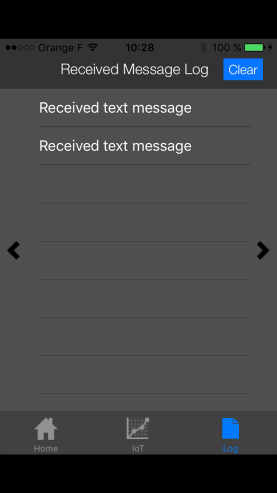 Orange F 10:28 100 %
Received Message Log Clear
Received text message
Received text message
Home IoT Log